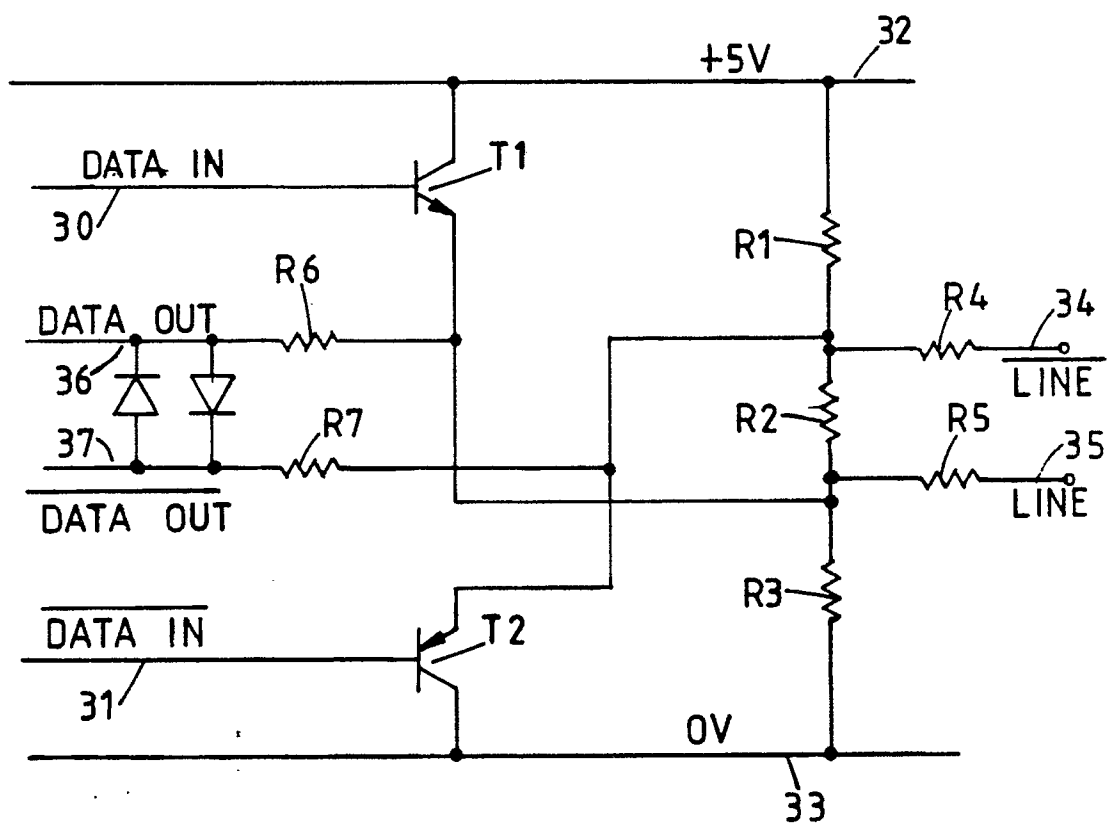 32
+5V
DATA IN
T1
30
R1
R6
R4
34
DATA OUT
LINE
36
R2
R7
R5
35
37
LINE
DATA OUT
R3
DATA IN
T2
31
0V
33